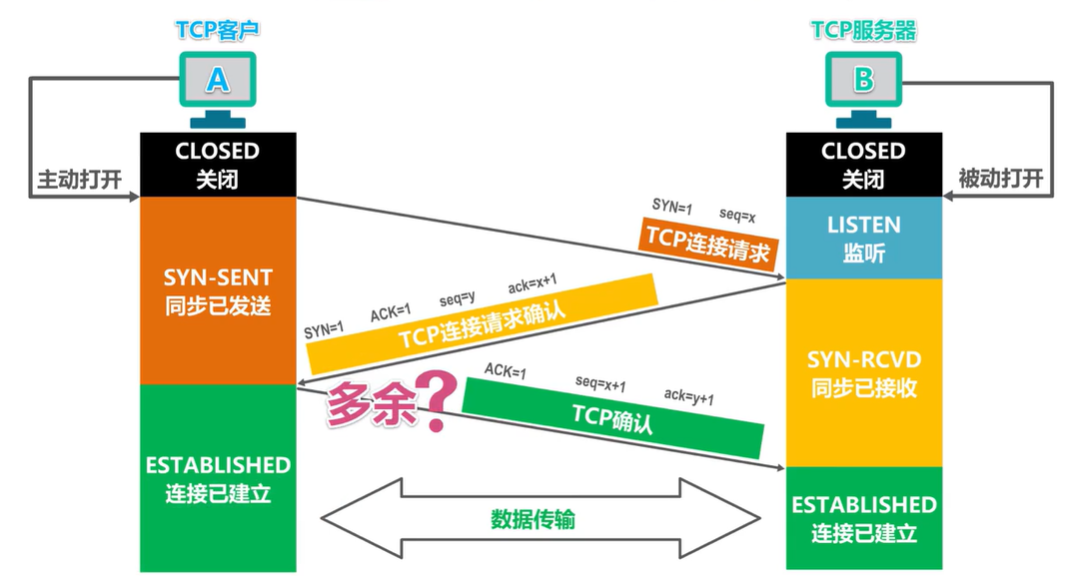 TCP客户
TCP服务器
A
B
CLOSED
关闭
CLOSED
关闭
主动打开
被动打开
SYN=1 seq=x
TCP连接请求
LISTEN
监听
SYN-SENT
同步已发送
SYN=1 ACK=1 seq=y ack=x+1
TCP连接请求确认
SYN-RCVD
同步已接收
多余?
ACK=1 seq=x+1 ack=y+1
TCP确认
ESTABLISHED
连接已建立
数据传输
ESTABLISHED
连接已建立